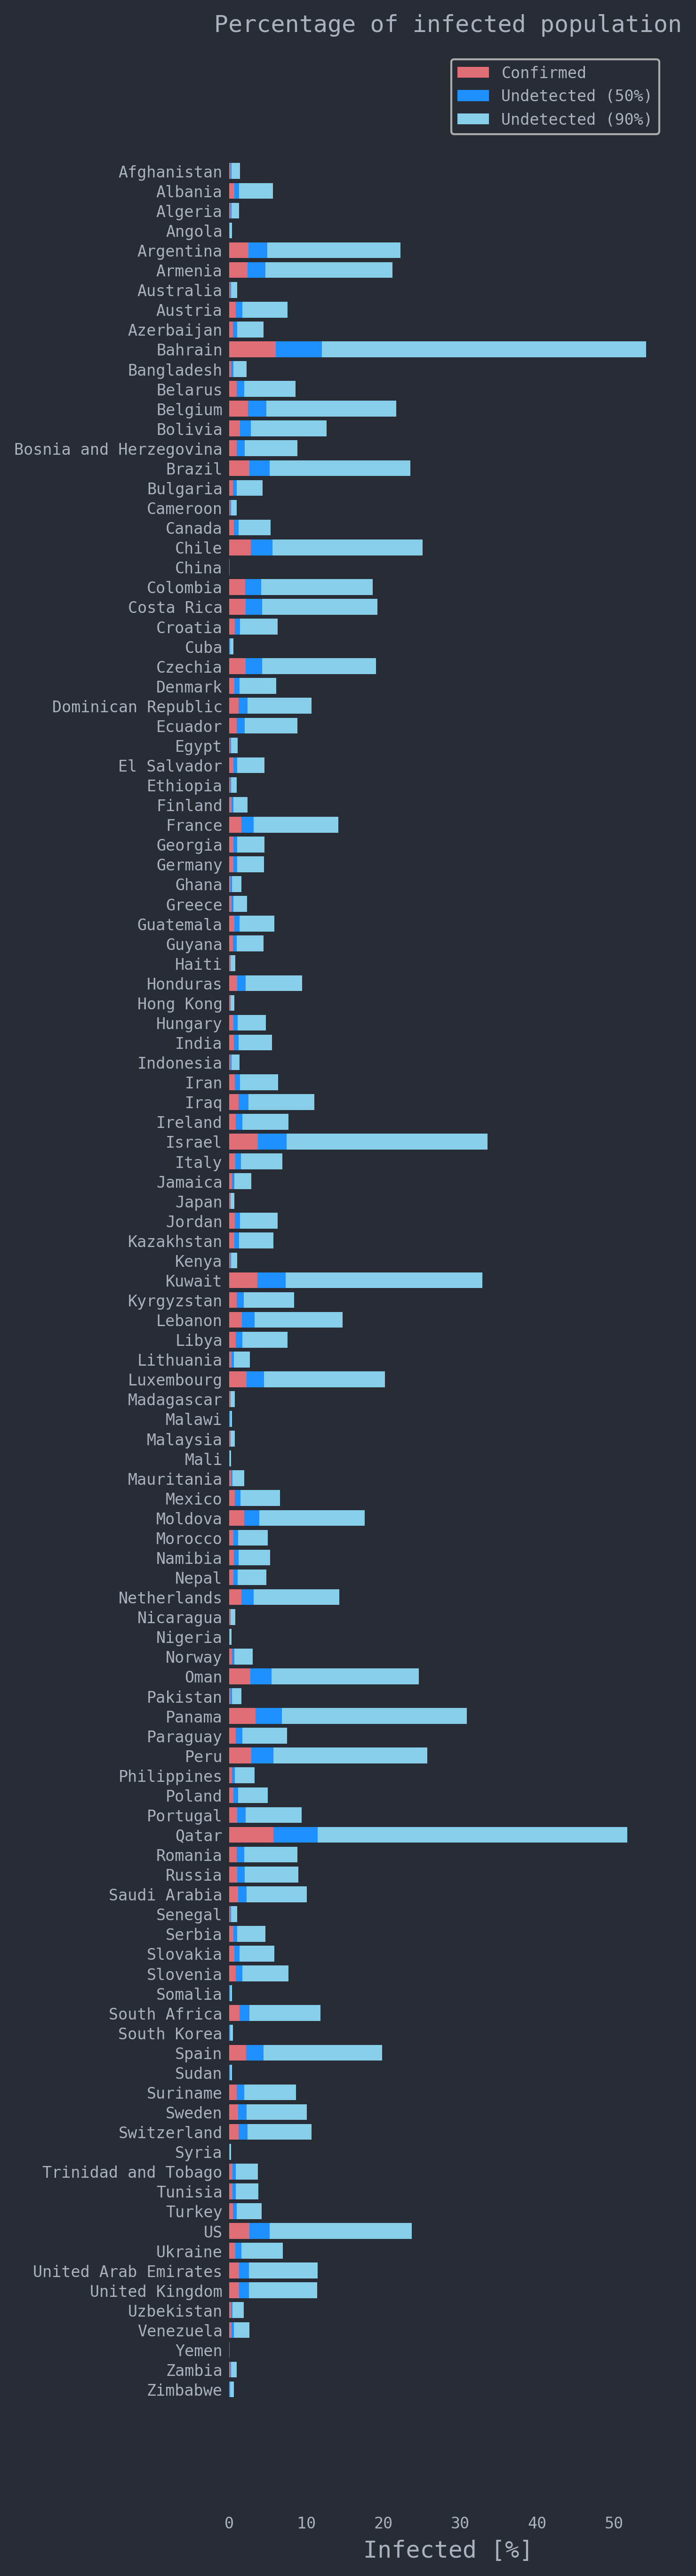 Percentage of infected population
Confirmed
Undetected (50%)
Undetected (90%)
Afghanistan
Albania
Algeria
Angola
Argentina
Armenia
Australia
Austria
Azerbaijan
Bahrain
Bangladesh
Belarus
Belgium
Bolivia
Bosnia and Herzegovina
Brazil
Bulgaria
Cameroon
Canada
Chile
China
Colombia
Costa Rica
Croatia
Cuba
Czechia
Denmark
Dominican Republic
Ecuador
Egypt
El Salvador
Ethiopia
Finland
France
Georgia
Germany
Ghana
Greece
Guatemala
Guyana
Haiti
Honduras
Hong Kong
Hungary
India
Indonesia
Iran
Iraq
Ireland
Israel
Italy
Jamaica
Japan
Jordan
Kazakhstan
Kenya
Kuwait
Kyrgyzstan
Lebanon
Libya
Lithuania
Luxembourg
Madagascar
Malawi
Malaysia
Mali
Mauritania
Mexico
Moldova
Morocco
Namibia
Nepal
Netherlands
Nicaragua
Nigeria
Norway
Oman
Pakistan
Panama
Paraguay
Peru
Philippines
Poland
Portugal
Qatar
Romania
Russia
Saudi Arabia
Senegal
Serbia
Slovakia
Slovenia
Somalia
South Africa
South Korea
Spain
Sudan
Suriname
Sweden
Switzerland
Syria
Trinidad and Tobago
Tunisia
Turkey
US
Ukraine
United Arab Emirates
United Kingdom
Uzbekistan
Venezuela
Yemen
Zambia
Zimbabwe
0 10 20 30 40 50
Infected [%]